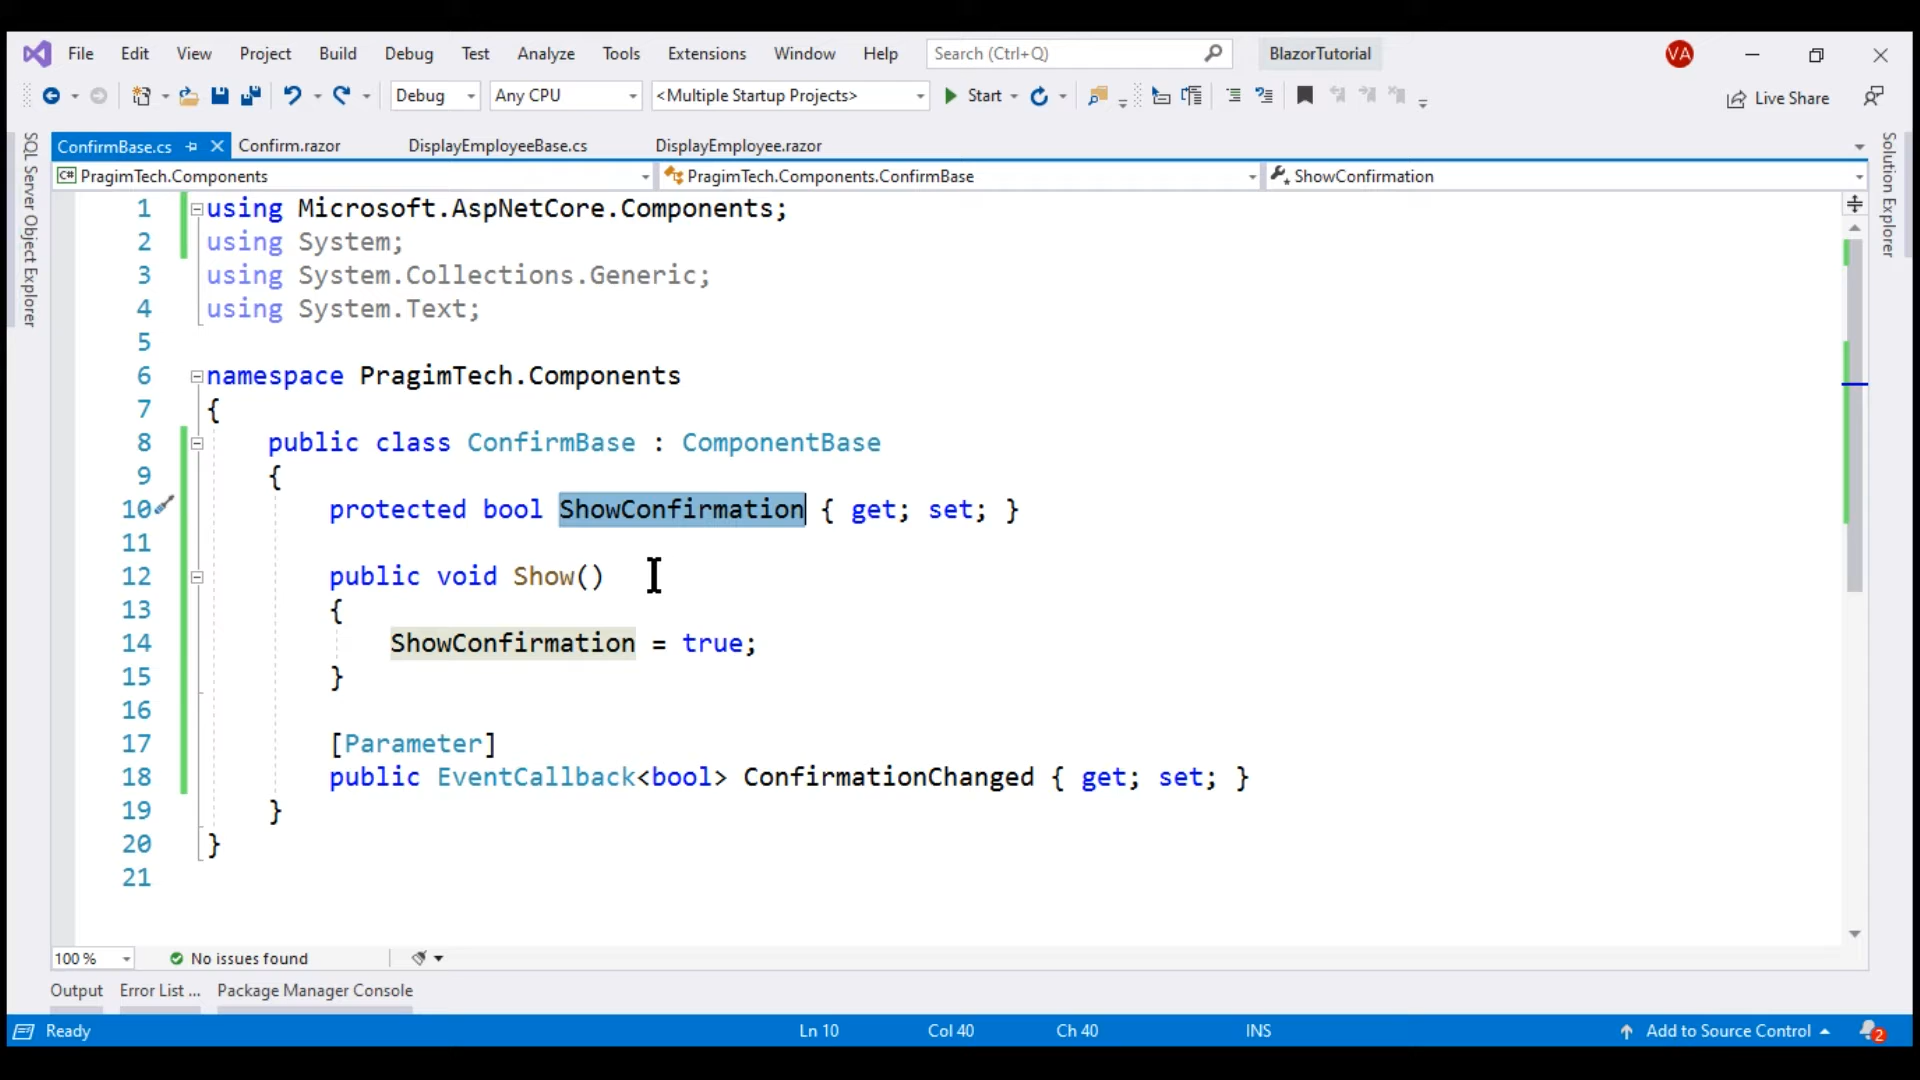 File Edit View Project Build Debug Test Analyze Tools Extensions Window Help Search (Ctrl+Q) BlazorTutorial VA
Debug Any CPU <Multiple Startup Projects> Start Live Share
SQL Server Object Explorer
Solution Explorer
ConfirmBase.cs Confirm.razor DisplayEmployeeBase.cs DisplayEmployee.razor
C# PragimTech.Components PragimTech.Components.ConfirmBase ShowConfirmation
1 using Microsoft.AspNetCore.Components;
2 using System;
3 using System.Collections.Generic;
4 using System.Text;
5
6 namespace PragimTech.Components
7 {
8 public class ConfirmBase : ComponentBase
9 {
10 protected bool ShowConfirmation { get; set; }
11
12 public void Show()
13 {
14 ShowConfirmation = true;
15 }
16
17 [Parameter]
18 public EventCallback<bool> ConfirmationChanged { get; set; }
19 }
20 }
21
100 % No issues found
Output Error List ... Package Manager Console
Ready Ln 10 Col 40 Ch 40 INS Add to Source Control 2